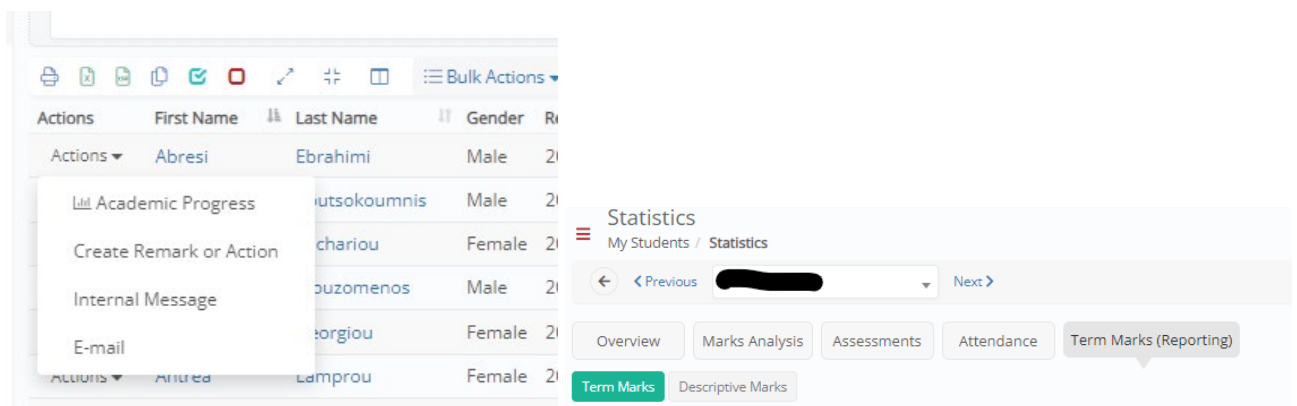 Bulk Actions
Actions First Name Last Name Gender
Actions Abresi Ebrahimi Male
Academic Progress Male
Create Remark or Action Female
Internal Message Male
E-mail Female
Actions Antrea Lamprou Female
Statistics
My Students / Statistics
Previous Next
Overview Marks Analysis Assessments Attendance Term Marks (Reporting)
Term Marks Descriptive Marks